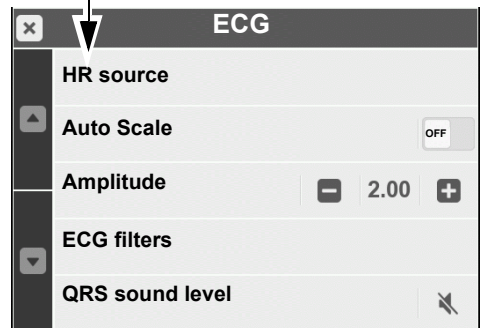 ECG
HR source
Auto Scale
OFF
Amplitude
2.00
ECG filters
QRS sound level